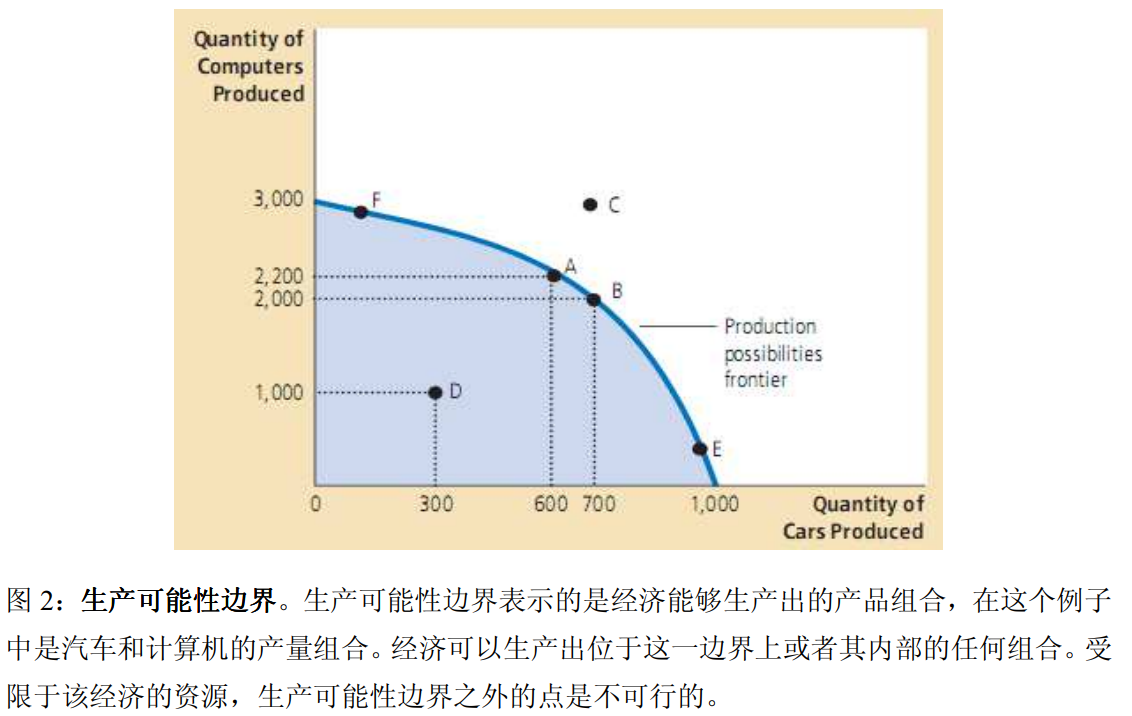 Quantity of
Computers
Produced
3,000
F
C
2,200
A
2,000
B
Production
possibilities
frontier
1,000
D
E
0
300
600
700
1,000
Quantity of
Cars Produced
图 2：生产可能性边界。生产可能性边界表示的是经济能够生产出的产品组合，在这个例子
中是汽车和计算机的产量组合。经济可以生产出位于这一边界上或者其内部的任何组合。受
限于该经济的资源，生产可能性边界之外的点是不可行的。